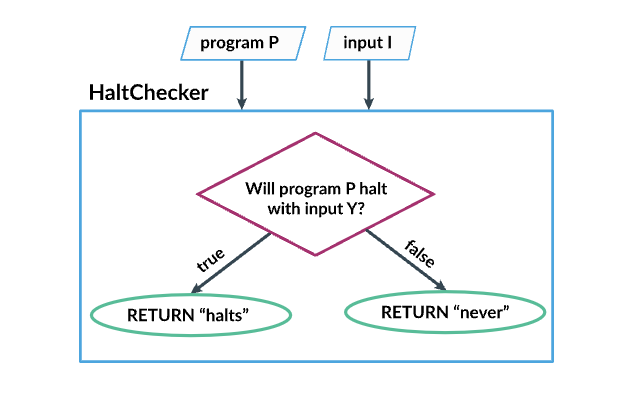 program P
input I
HaltChecker
Will program P halt
with input Y?
true
false
RETURN “halts”
RETURN “never”